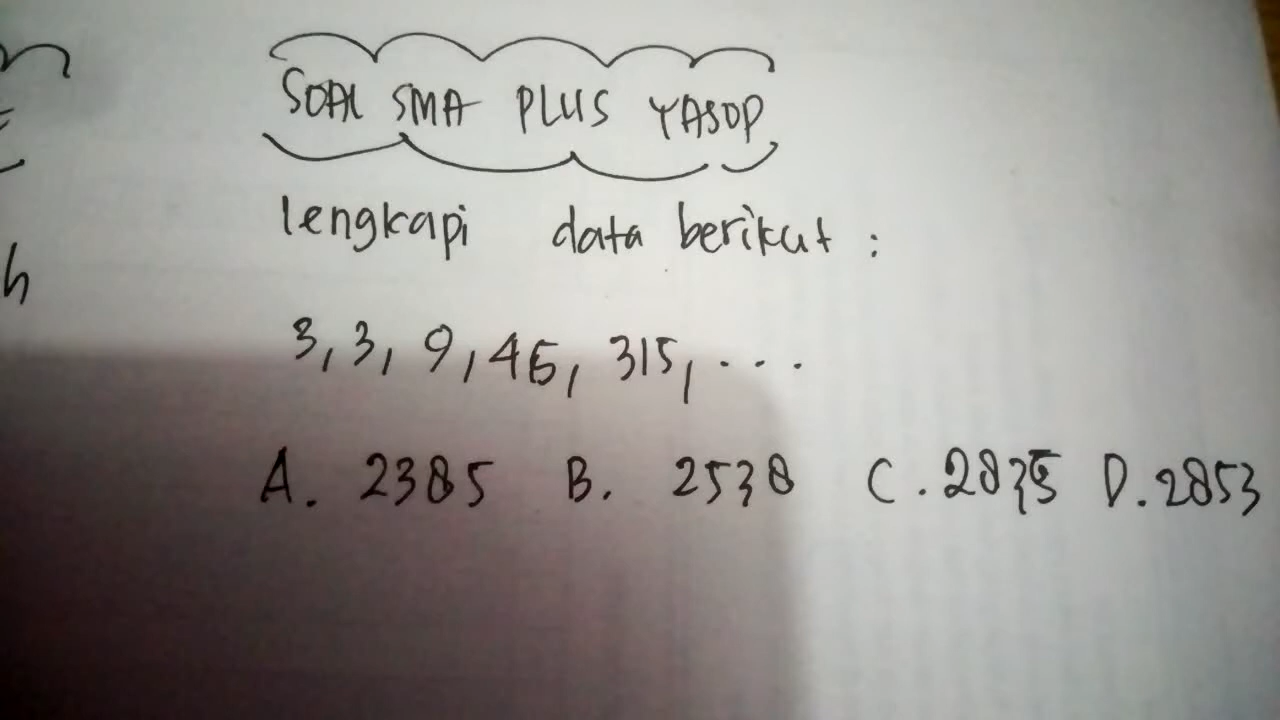 SOAL SMA PLUS YASOP
lengkapi data berikut :
3, 3, 9, 45, 315, . . .
A. 2385 B. 2538 C. 2835 D. 2853
h